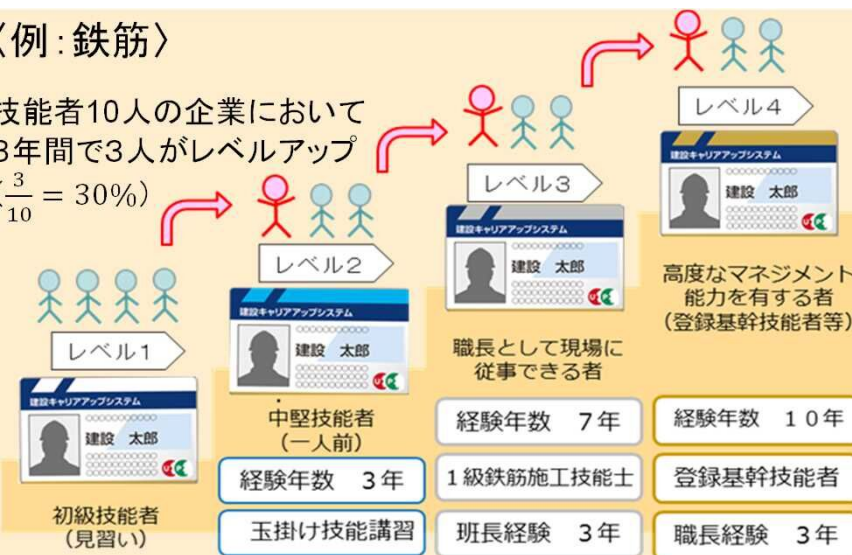 〈例：鉄筋〉
技能者10人の企業において
3年間で3人がレベルアップ
（3/10 = 30%）
レベル4
建設キャリアアップシステム
建設 太郎
高度なマネジメント
能力を有する者
（登録基幹技能者等）
経験年数 １０年
登録基幹技能者
職長経験 3年
レベル3
建設キャリアアップシステム
建設 太郎
職長として現場に
従事できる者
経験年数 7年
１級鉄筋施工技能士
班長経験 3年
レベル2
建設キャリアアップシステム
建設 太郎
中堅技能者
（一人前）
経験年数 3年
玉掛け技能講習
レベル1
建設キャリアアップシステム
建設 太郎
初級技能者
（見習い）